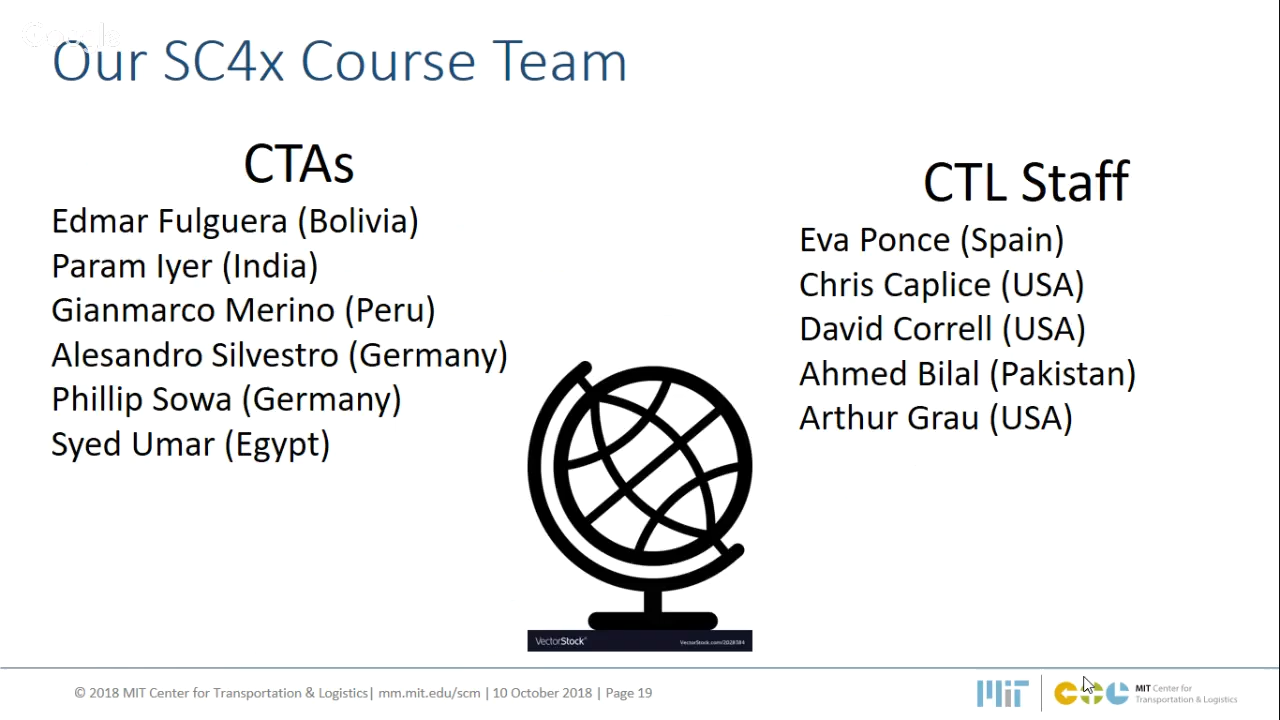 Google
Our SC4x Course Team
CTAs
Edmar Fulguera (Bolivia)
Param Iyer (India)
Gianmarco Merino (Peru)
Alesandro Silvestro (Germany)
Phillip Sowa (Germany)
Syed Umar (Egypt)
CTL Staff
Eva Ponce (Spain)
Chris Caplice (USA)
David Correll (USA)
Ahmed Bilal (Pakistan)
Arthur Grau (USA)
VectorStock®
VectorStock.com/2028384
© 2018 MIT Center for Transportation & Logistics| mm.mit.edu/scm | 10 October 2018 | Page 19
MIT
CTL
MIT Center for
Transportation & Logistics